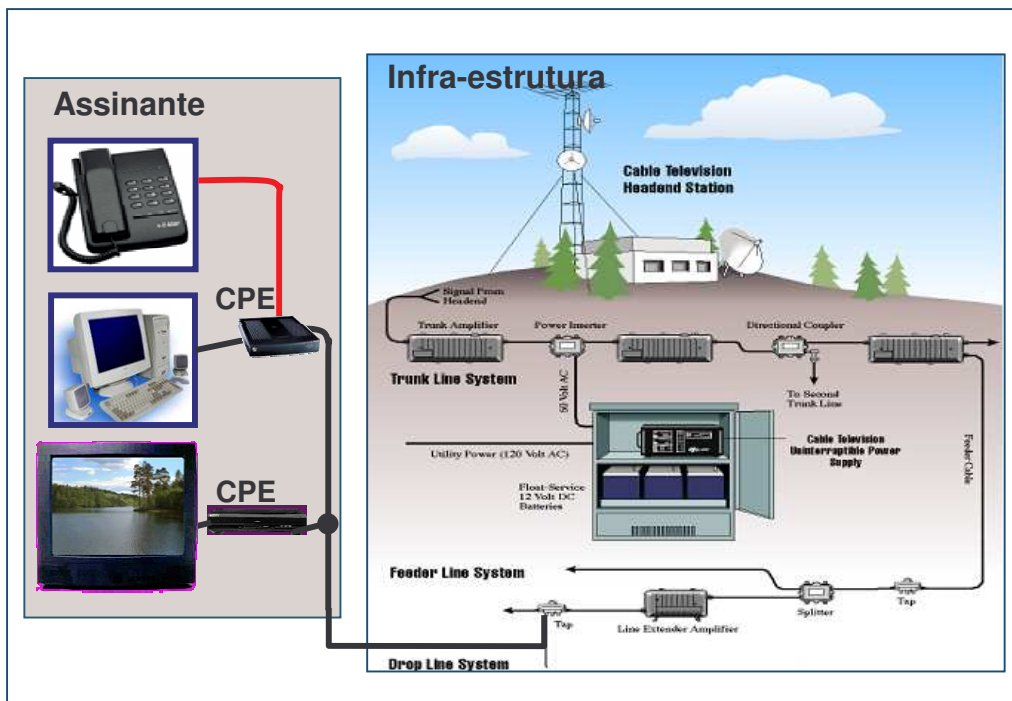 Assinante
CPE
CPE
Infra-estrutura
Cable Television
Headend Station
Signal From
Headend
Trunk Amplifier
Power Inserter
Directional Coupler
Trunk Line System
60 Volt AC
To Second
Trunk Line
Utility Power (120 Volt AC)
Cable Television
Uninterruptible Power
Supply
Float-Service
12 Volt DC
Batteries
Feeder Cable
Feeder Line System
Tap
Splitter
Tap
Line Extender Amplifier
Drop Line System